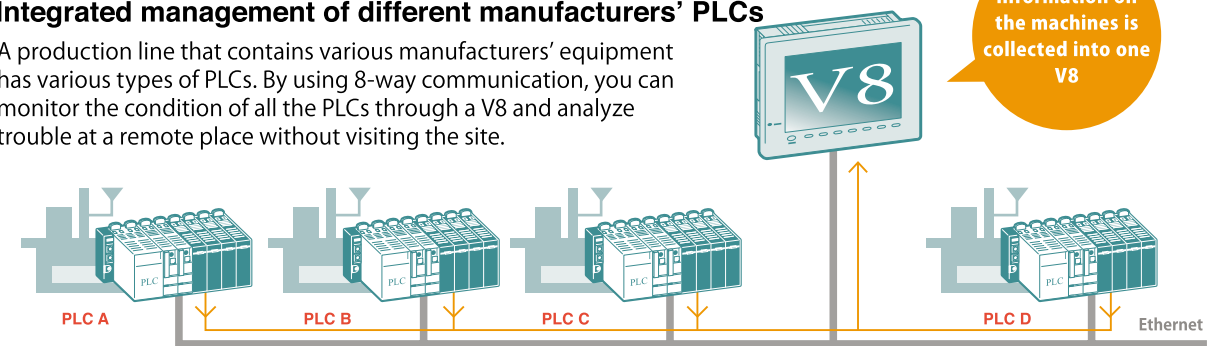 Integrated management of different manufacturers’ PLCs
A production line that contains various manufacturers’ equipment
has various types of PLCs. By using 8-way communication, you can
monitor the condition of all the PLCs through a V8 and analyze
trouble at a remote place without visiting the site.
information on
the machines is
collected into one
V8
V8
PLC
PLC
PLC
PLC
PLC A
PLC B
PLC C
PLC D
Ethernet